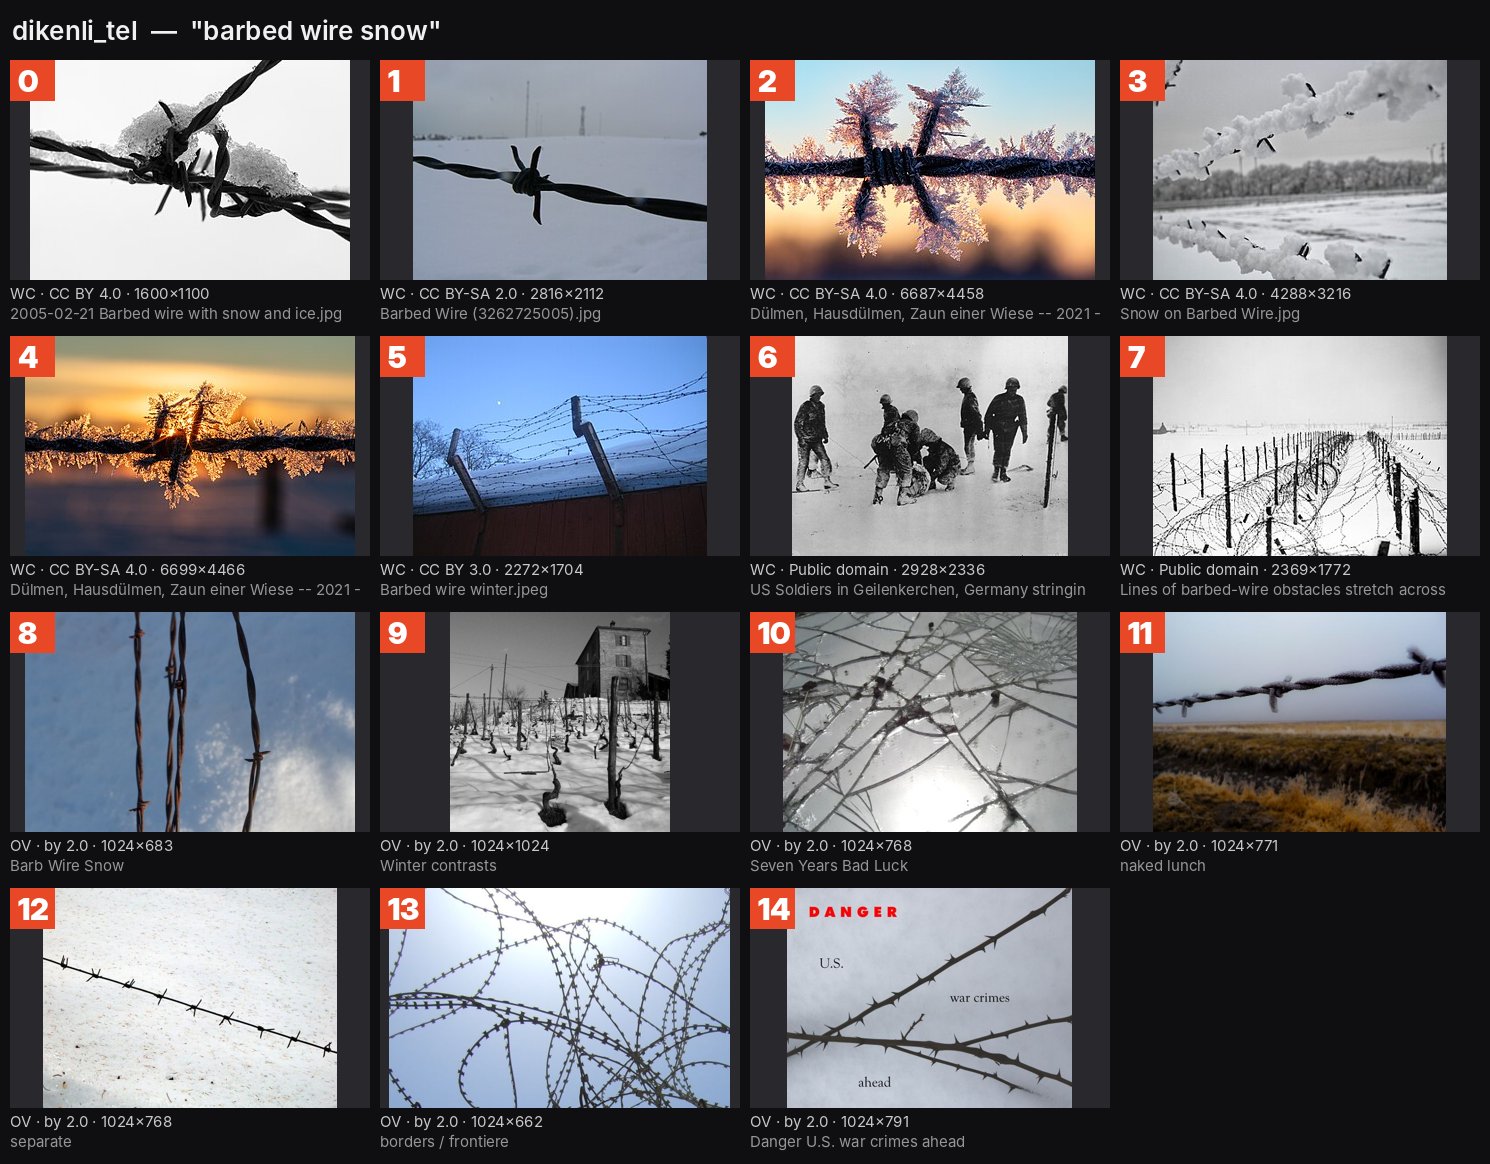 dikenli_tel — "barbed wire snow"
0
WC · CC BY 4.0 · 1600×1100
2005-02-21 Barbed wire with snow and ice.jpg
1
WC · CC BY-SA 2.0 · 2816×2112
Barbed Wire (3262725005).jpg
2
WC · CC BY-SA 4.0 · 6687×4458
Dülmen, Hausdülmen, Zaun einer Wiese -- 2021 -
3
WC · CC BY-SA 4.0 · 4288×3216
Snow on Barbed Wire.jpg
4
WC · CC BY-SA 4.0 · 6699×4466
Dülmen, Hausdülmen, Zaun einer Wiese -- 2021 -
5
WC · CC BY 3.0 · 2272×1704
Barbed wire winter.jpeg
6
WC · Public domain · 2928×2336
US Soldiers in Geilenkerchen, Germany stringin
7
WC · Public domain · 2369×1772
Lines of barbed-wire obstacles stretch across
8
OV · by 2.0 · 1024×683
Barb Wire Snow
9
OV · by 2.0 · 1024×1024
Winter contrasts
10
OV · by 2.0 · 1024×768
Seven Years Bad Luck
11
OV · by 2.0 · 1024×771
naked lunch
12
OV · by 2.0 · 1024×768
separate
13
OV · by 2.0 · 1024×662
borders / frontiere
14
DANGER
U.S.
war crimes
ahead
OV · by 2.0 · 1024×791
Danger U.S. war crimes ahead